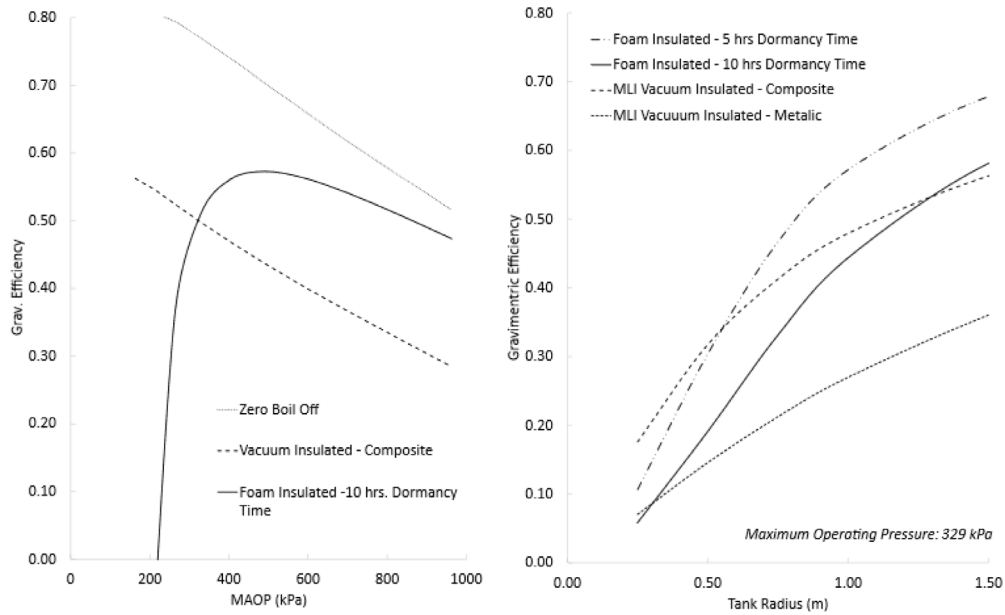 0.80
0.70
0.60
0.50
0.40
0.30
0.20
0.10
0.00
Grav. Efficiency
Zero Boil Off
Vacuum Insulated - Composite
Foam Insulated -10 hrs. Dormancy
Time
0
200
400
600
800
1000
MAOP (kPa)
0.80
0.70
0.60
0.50
0.40
0.30
0.20
0.10
0.00
Gravimentric Efficiency
Foam Insulated - 5 hrs Dormancy Time
Foam Insulated - 10 hrs Dormancy Time
MLI Vacuum Insulated - Composite
MLI Vacuuum Insulated - Metalic
Maximum Operating Pressure: 329 kPa
0.00
0.50
1.00
1.50
Tank Radius (m)